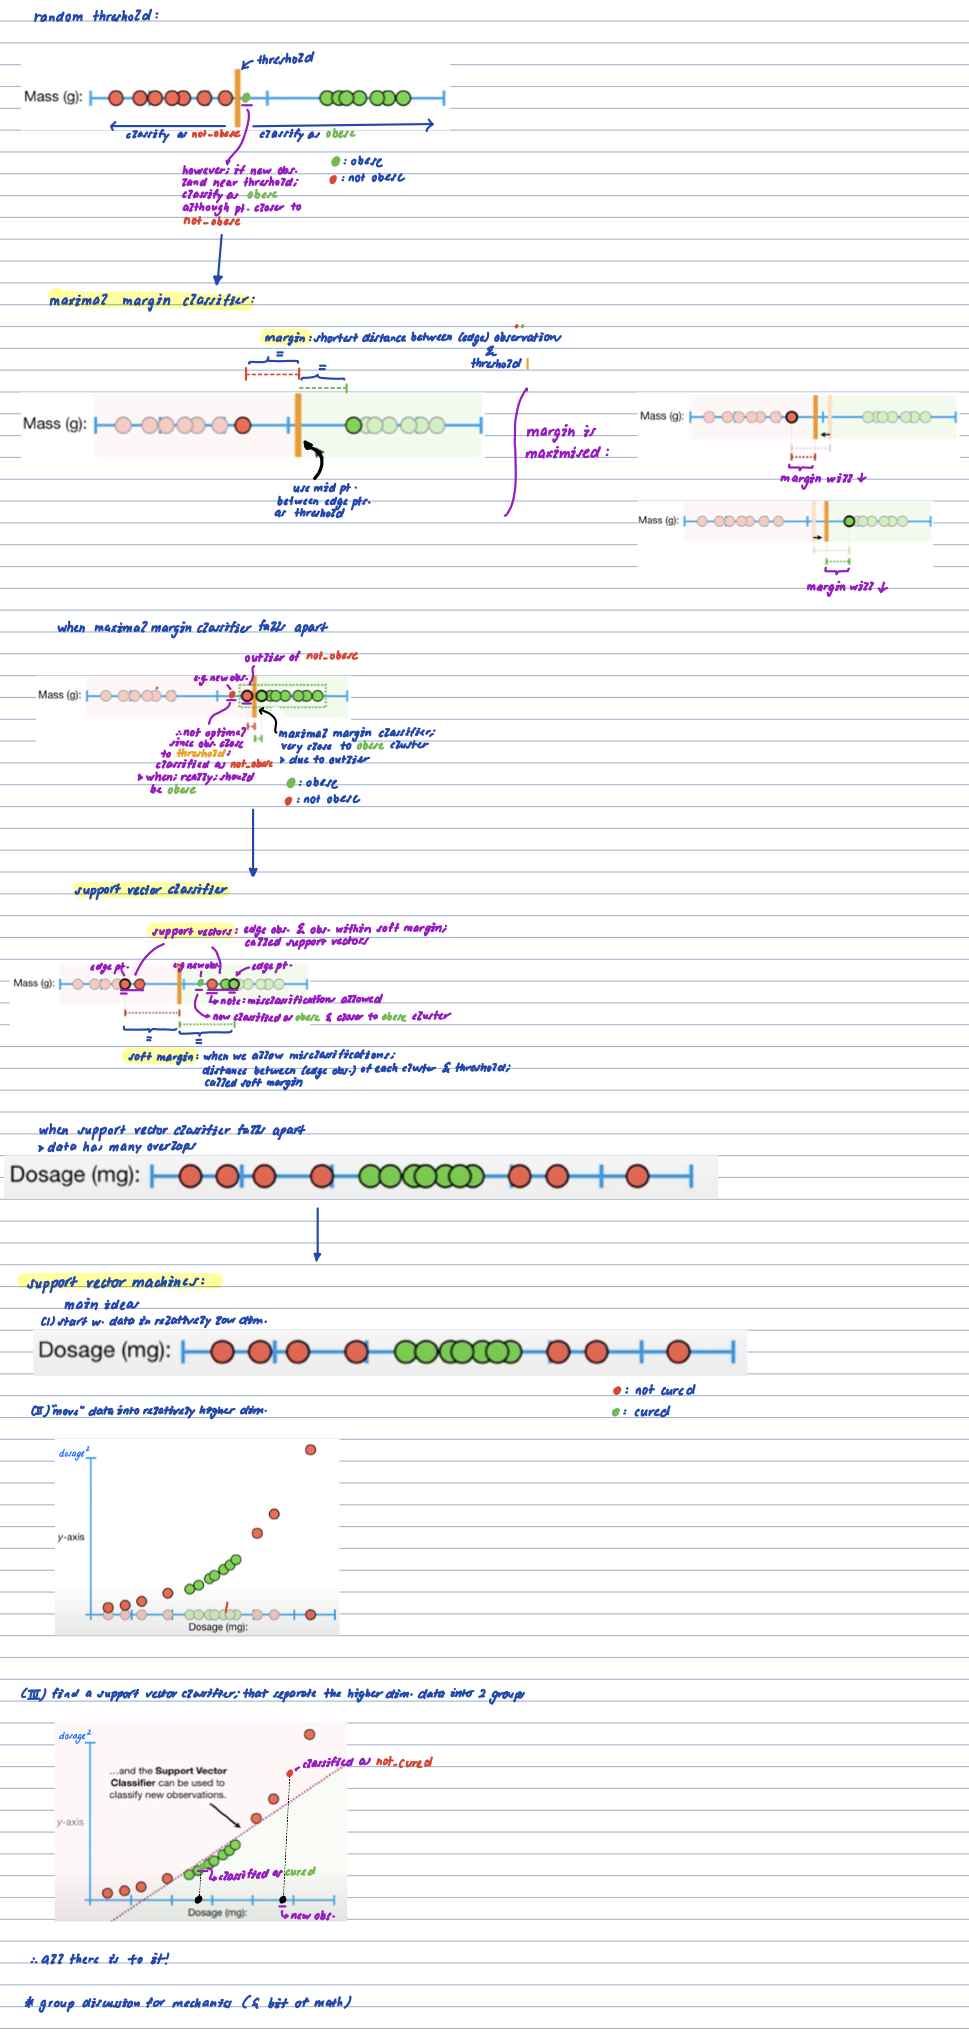 random threshold:
threshold
Mass (g):
classify as not_obese classify as obese
however; if new obs.
land near threshold;
classify as obese
although pt. closer to
not_obese
: obese
: not obese
maximal margin classifier:
margin: shortest distance between (edge) observation
&
threshold
=
=
Mass (g):
use mid pt.
between edge pts.
as threshold
margin is
maximised:
Mass (g):
margin will ↓
Mass (g):
margin will ↓
when maximal margin classifier falls apart
outlier of not_obese
e.g. new obs.
Mass (g):
∴ not optimal
since obs. close
to threshold;
classified as not_obese
▹ when; really; should
be obese
maximal margin classifier;
very close to obese cluster
▹ due to outlier
: obese
: not obese
support vector classifier
support vectors: edge obs. & obs. within soft margin;
called support vectors
edge pt. e.g. new obs. edge pt.
Mass (g):
note: misclassification allowed
now classified as obese & closer to obese cluster
=
=
soft margin: when we allow misclassifications;
distance between (edge obs.) of each cluster & threshold;
called soft margin
when support vector classifier falls apart
▹ data has many overlaps
Dosage (mg):
support vector machines:
main ideas
(I) start w. data in relatively low dim.
Dosage (mg):
: not cured
: cured
(II) "move" data into relatively higher dim.
dosage²
y-axis
Dosage (mg):
(III) find a support vector classifier; that separate the higher dim. data into 2 groups
dosage²
classified as not_cured
...and the Support Vector
Classifier can be used to
classify new observations.
y-axis
classified as cured
Dosage (mg):
new obs.
∴ all there is to it!
* group discussion for mechanics (& bit of math)